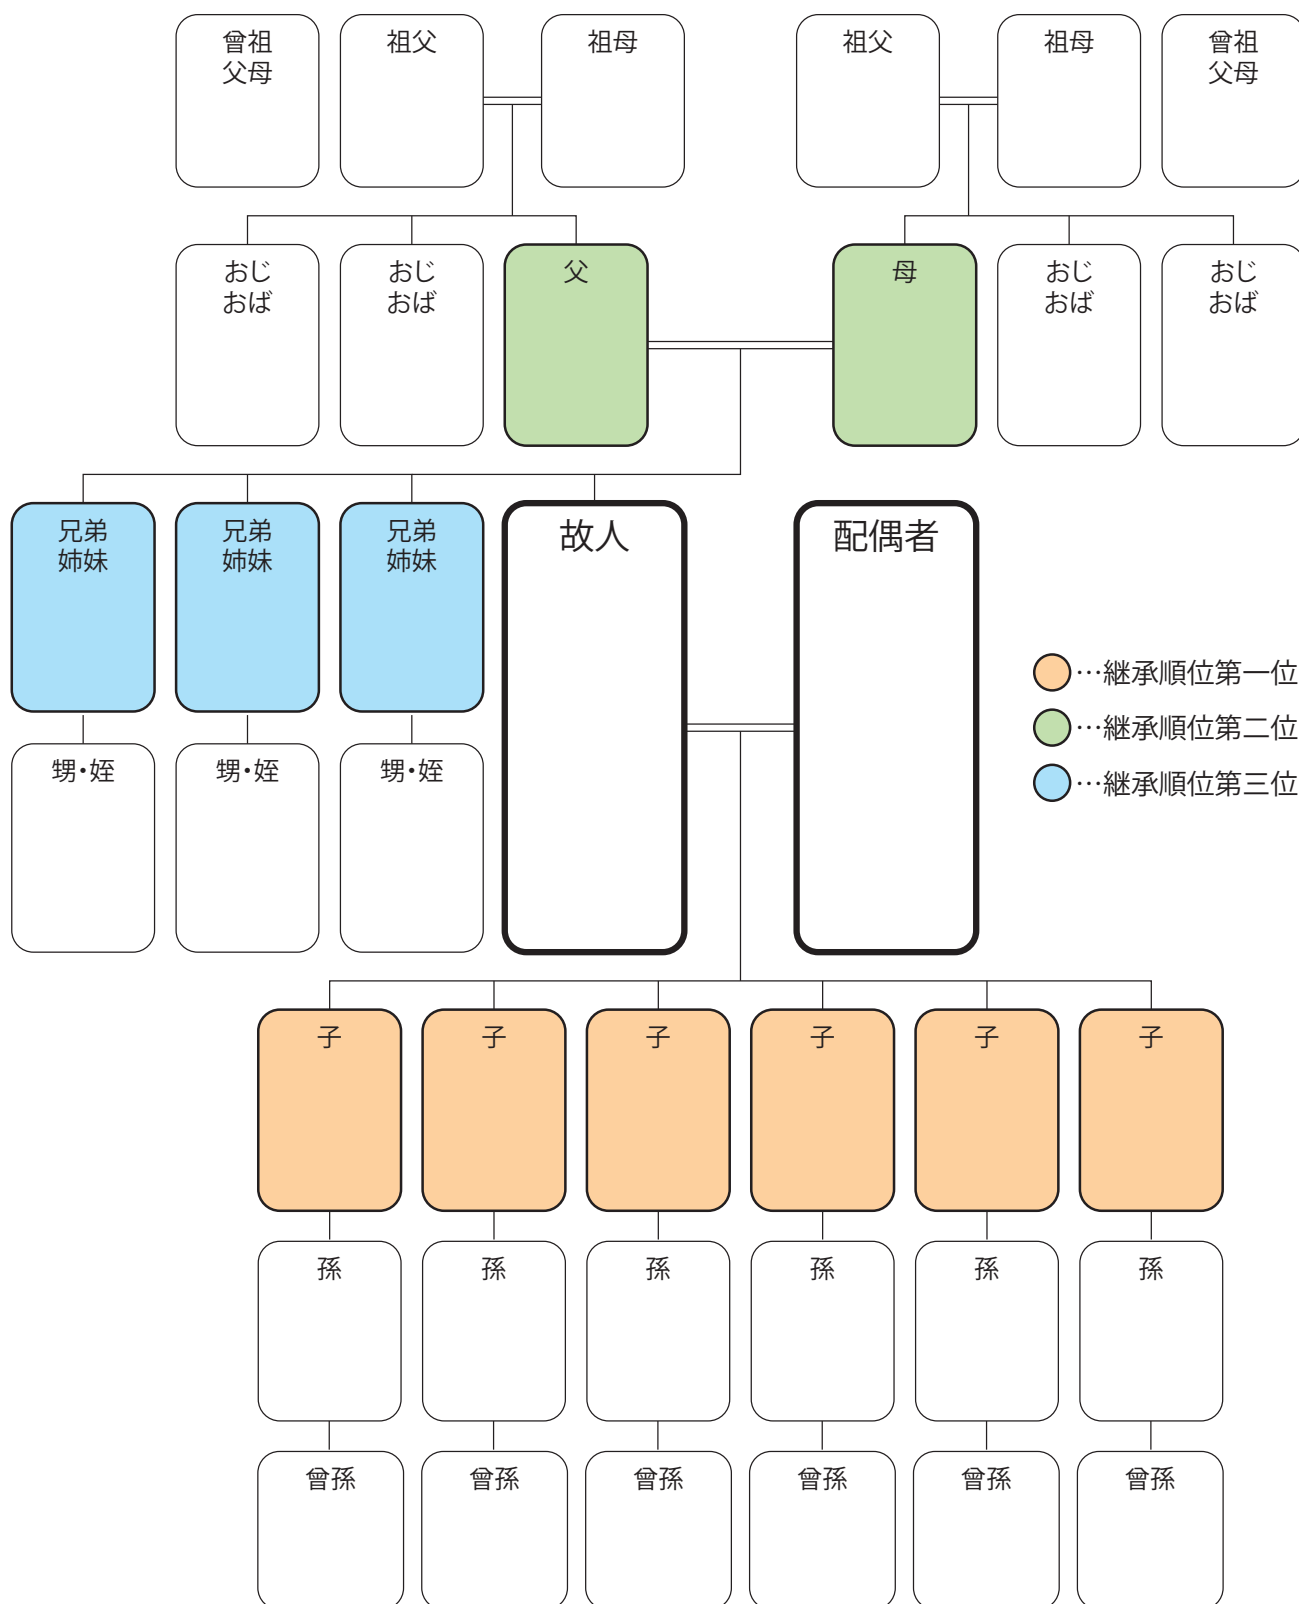 曾祖
父母
祖父
祖母
祖父
祖母
曾祖
父母
おじ
おば
おじ
おば
父
母
おじ
おば
おじ
おば
兄弟
姉妹
兄弟
姉妹
兄弟
姉妹
故人
配偶者
…継承順位第一位
…継承順位第二位
…継承順位第三位
甥・姪
甥・姪
甥・姪
子
子
子
子
子
子
孫
孫
孫
孫
孫
孫
曾孫
曾孫
曾孫
曾孫
曾孫
曾孫